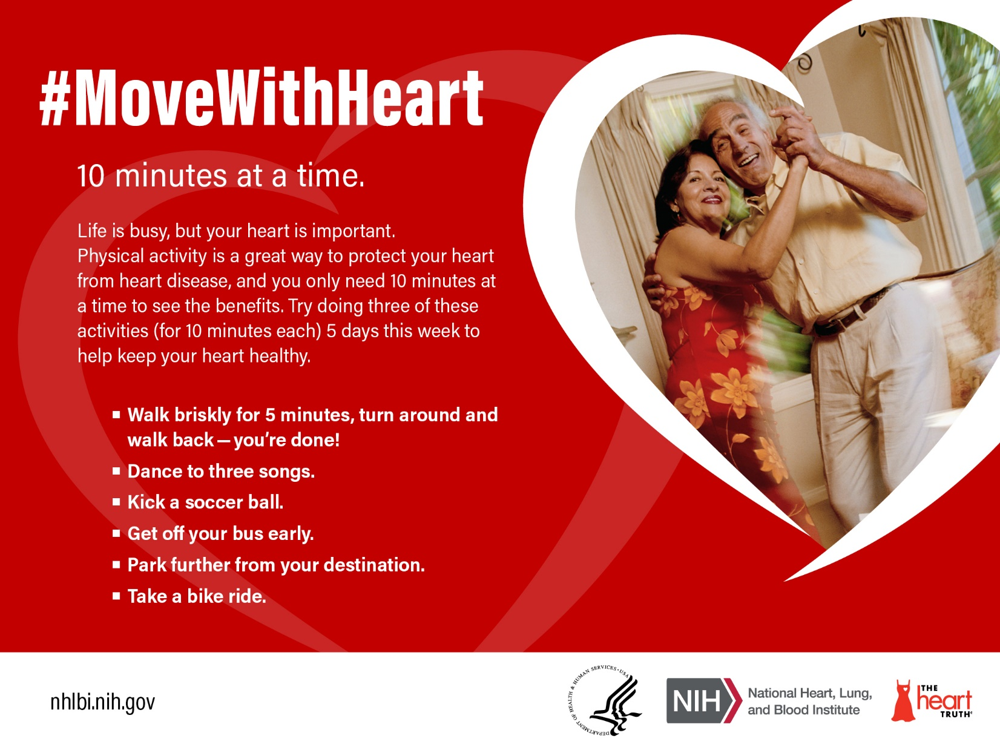 #MoveWithHeart
10 minutes at a time.
Life is busy, but your heart is important.
Physical activity is a great way to protect your heart
from heart disease, and you only need 10 minutes at
a time to see the benefits. Try doing three of these
activities (for 10 minutes each) 5 days this week to
help keep your heart healthy.
▪ Walk briskly for 5 minutes, turn around and
walk back—you’re done!
▪ Dance to three songs.
▪ Kick a soccer ball.
▪ Get off your bus early.
▪ Park further from your destination.
▪ Take a bike ride.
nhlbi.nih.gov
DEPARTMENT OF HEALTH & HUMAN SERVICES • USA
NIH
National Heart, Lung,
and Blood Institute
THE
heart
TRUTH®